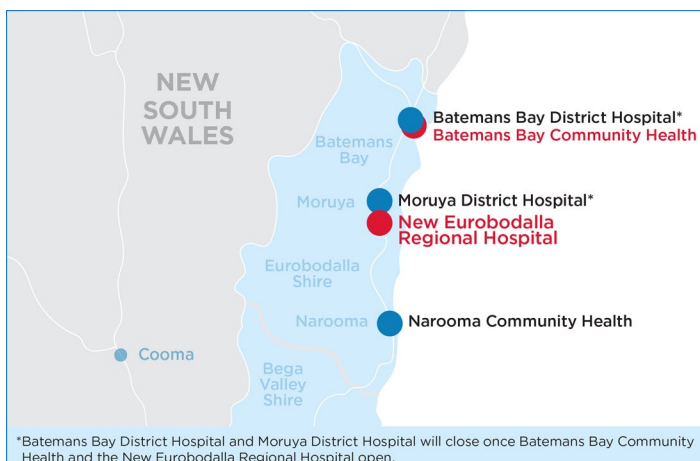 NEW
SOUTH
WALES
Batemans Bay District Hospital*
Batemans Bay Community Health
Batemans
Bay
Moruya
Moruya District Hospital*
New Eurobodalla
Regional Hospital
Eurobodalla
Shire
Narooma
Narooma Community Health
Cooma
Bega
Valley
Shire
*Batemans Bay District Hospital and Moruya District Hospital will close once Batemans Bay Community
Health and the New Eurobodalla Regional Hospital open.